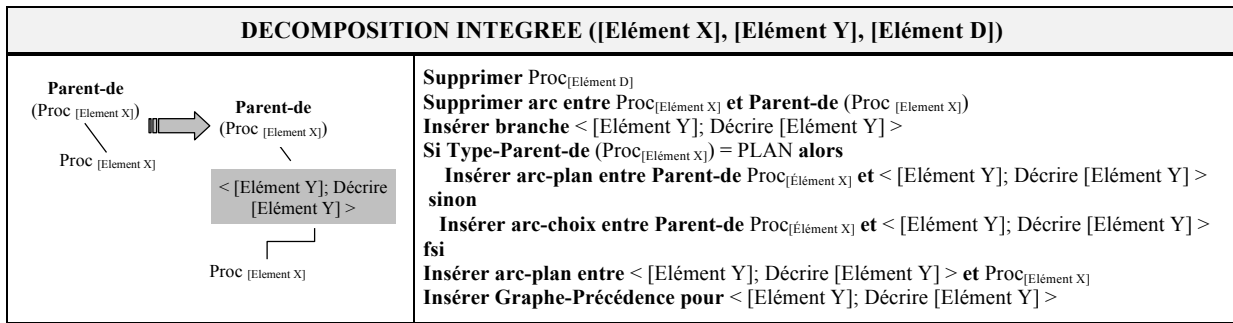 DECOMPOSITION INTEGREE ([Elément X], [Elément Y], [Elément D])
Parent-de
(Proc [Element X])
Proc [Element X]
Parent-de
(Proc [Element X])
< [Elément Y]; Décrire
[Elément Y] >
Proc [Element X]
Supprimer Proc[Elément D]
Supprimer arc entre Proc[Elément X] et Parent-de (Proc [Element X])
Insérer branche < [Elément Y]; Décrire [Elément Y] >
Si Type-Parent-de (Proc[Elément X]) = PLAN alors
Insérer arc-plan entre Parent-de Proc[Élément X] et < [Elément Y]; Décrire [Elément Y] >
sinon
Insérer arc-choix entre Parent-de Proc[Élément X] et < [Elément Y]; Décrire [Elément Y] >
fsi
Insérer arc-plan entre < [Elément Y]; Décrire [Elément Y] > et Proc[Elément X]
Insérer Graphe-Précédence pour < [Elément Y]; Décrire [Elément Y] >